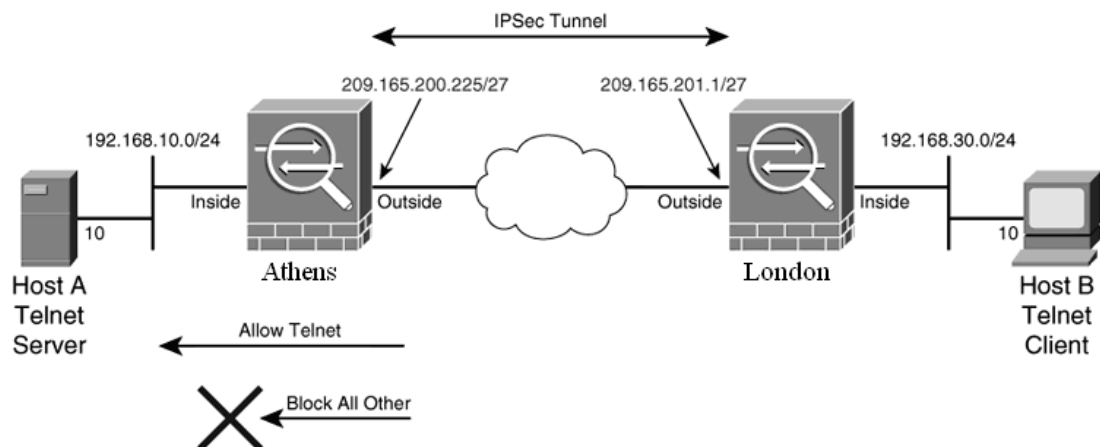 IPSec Tunnel
209.165.200.225/27
209.165.201.1/27
192.168.10.0/24
192.168.30.0/24
Inside
Outside
Outside
Inside
10
10
Athens
London
Host A
Telnet
Server
Host B
Telnet
Client
Allow Telnet
Block All Other